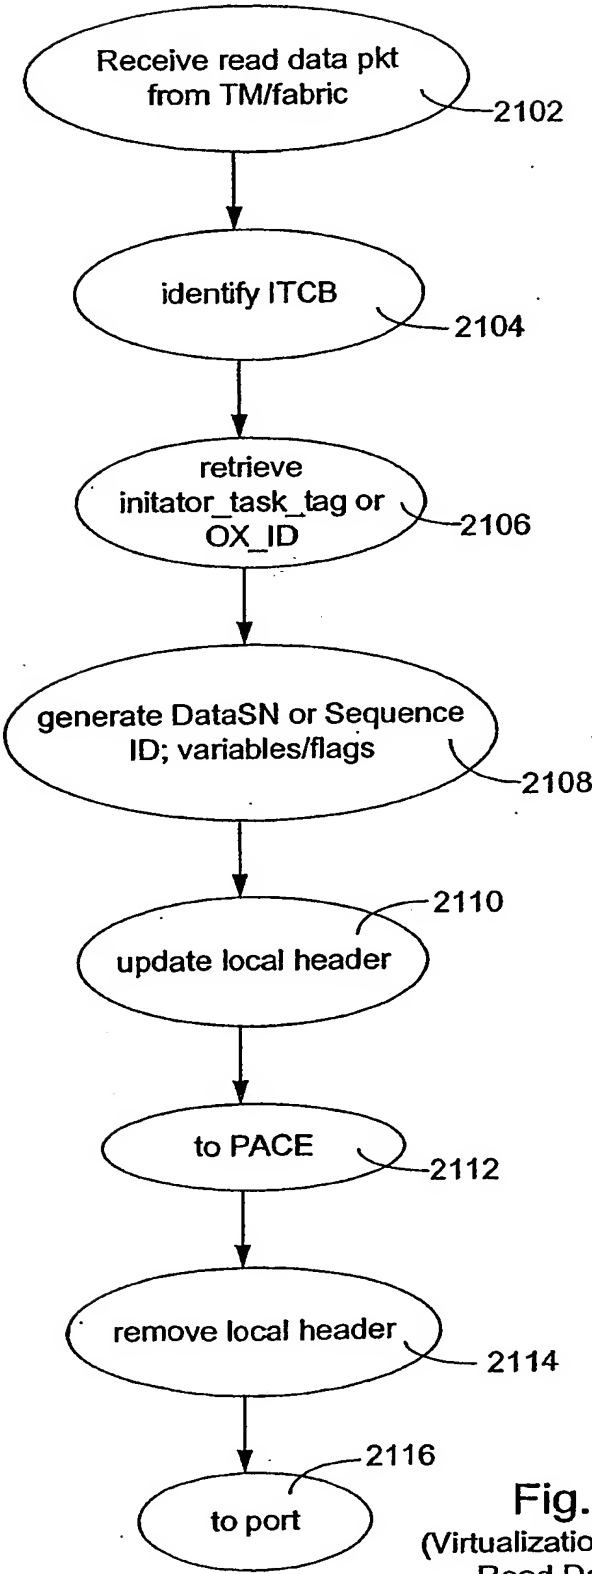 Receive read data pkt
from TM/fabric
2102
identify ITCB
2104
retrieve
initator_task_tag or
OX_ID
2106
generate DataSN or Sequence
ID; variables/flags
2108
2110
update local header
to PACE
2112
remove local header
2114
2116
to port
Fig.
(Virtualizatio
Read Da